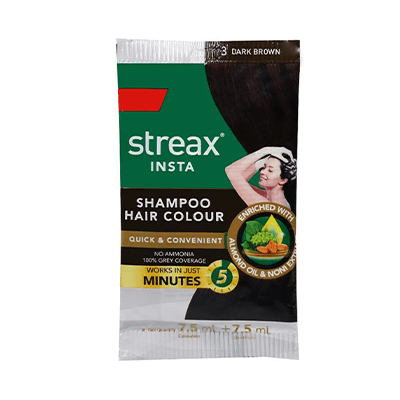 3 DARK BROWN
streax®
INSTA
SHAMPOO
HAIR COLOUR
QUICK & CONVENIENT
ENRICHED WITH
ALMOND OIL & NONI
NO AMMONIA
100% GREY COVERAGE
WORKS IN JUST
5
MINUTES
7.5 mL + 7.5 mL